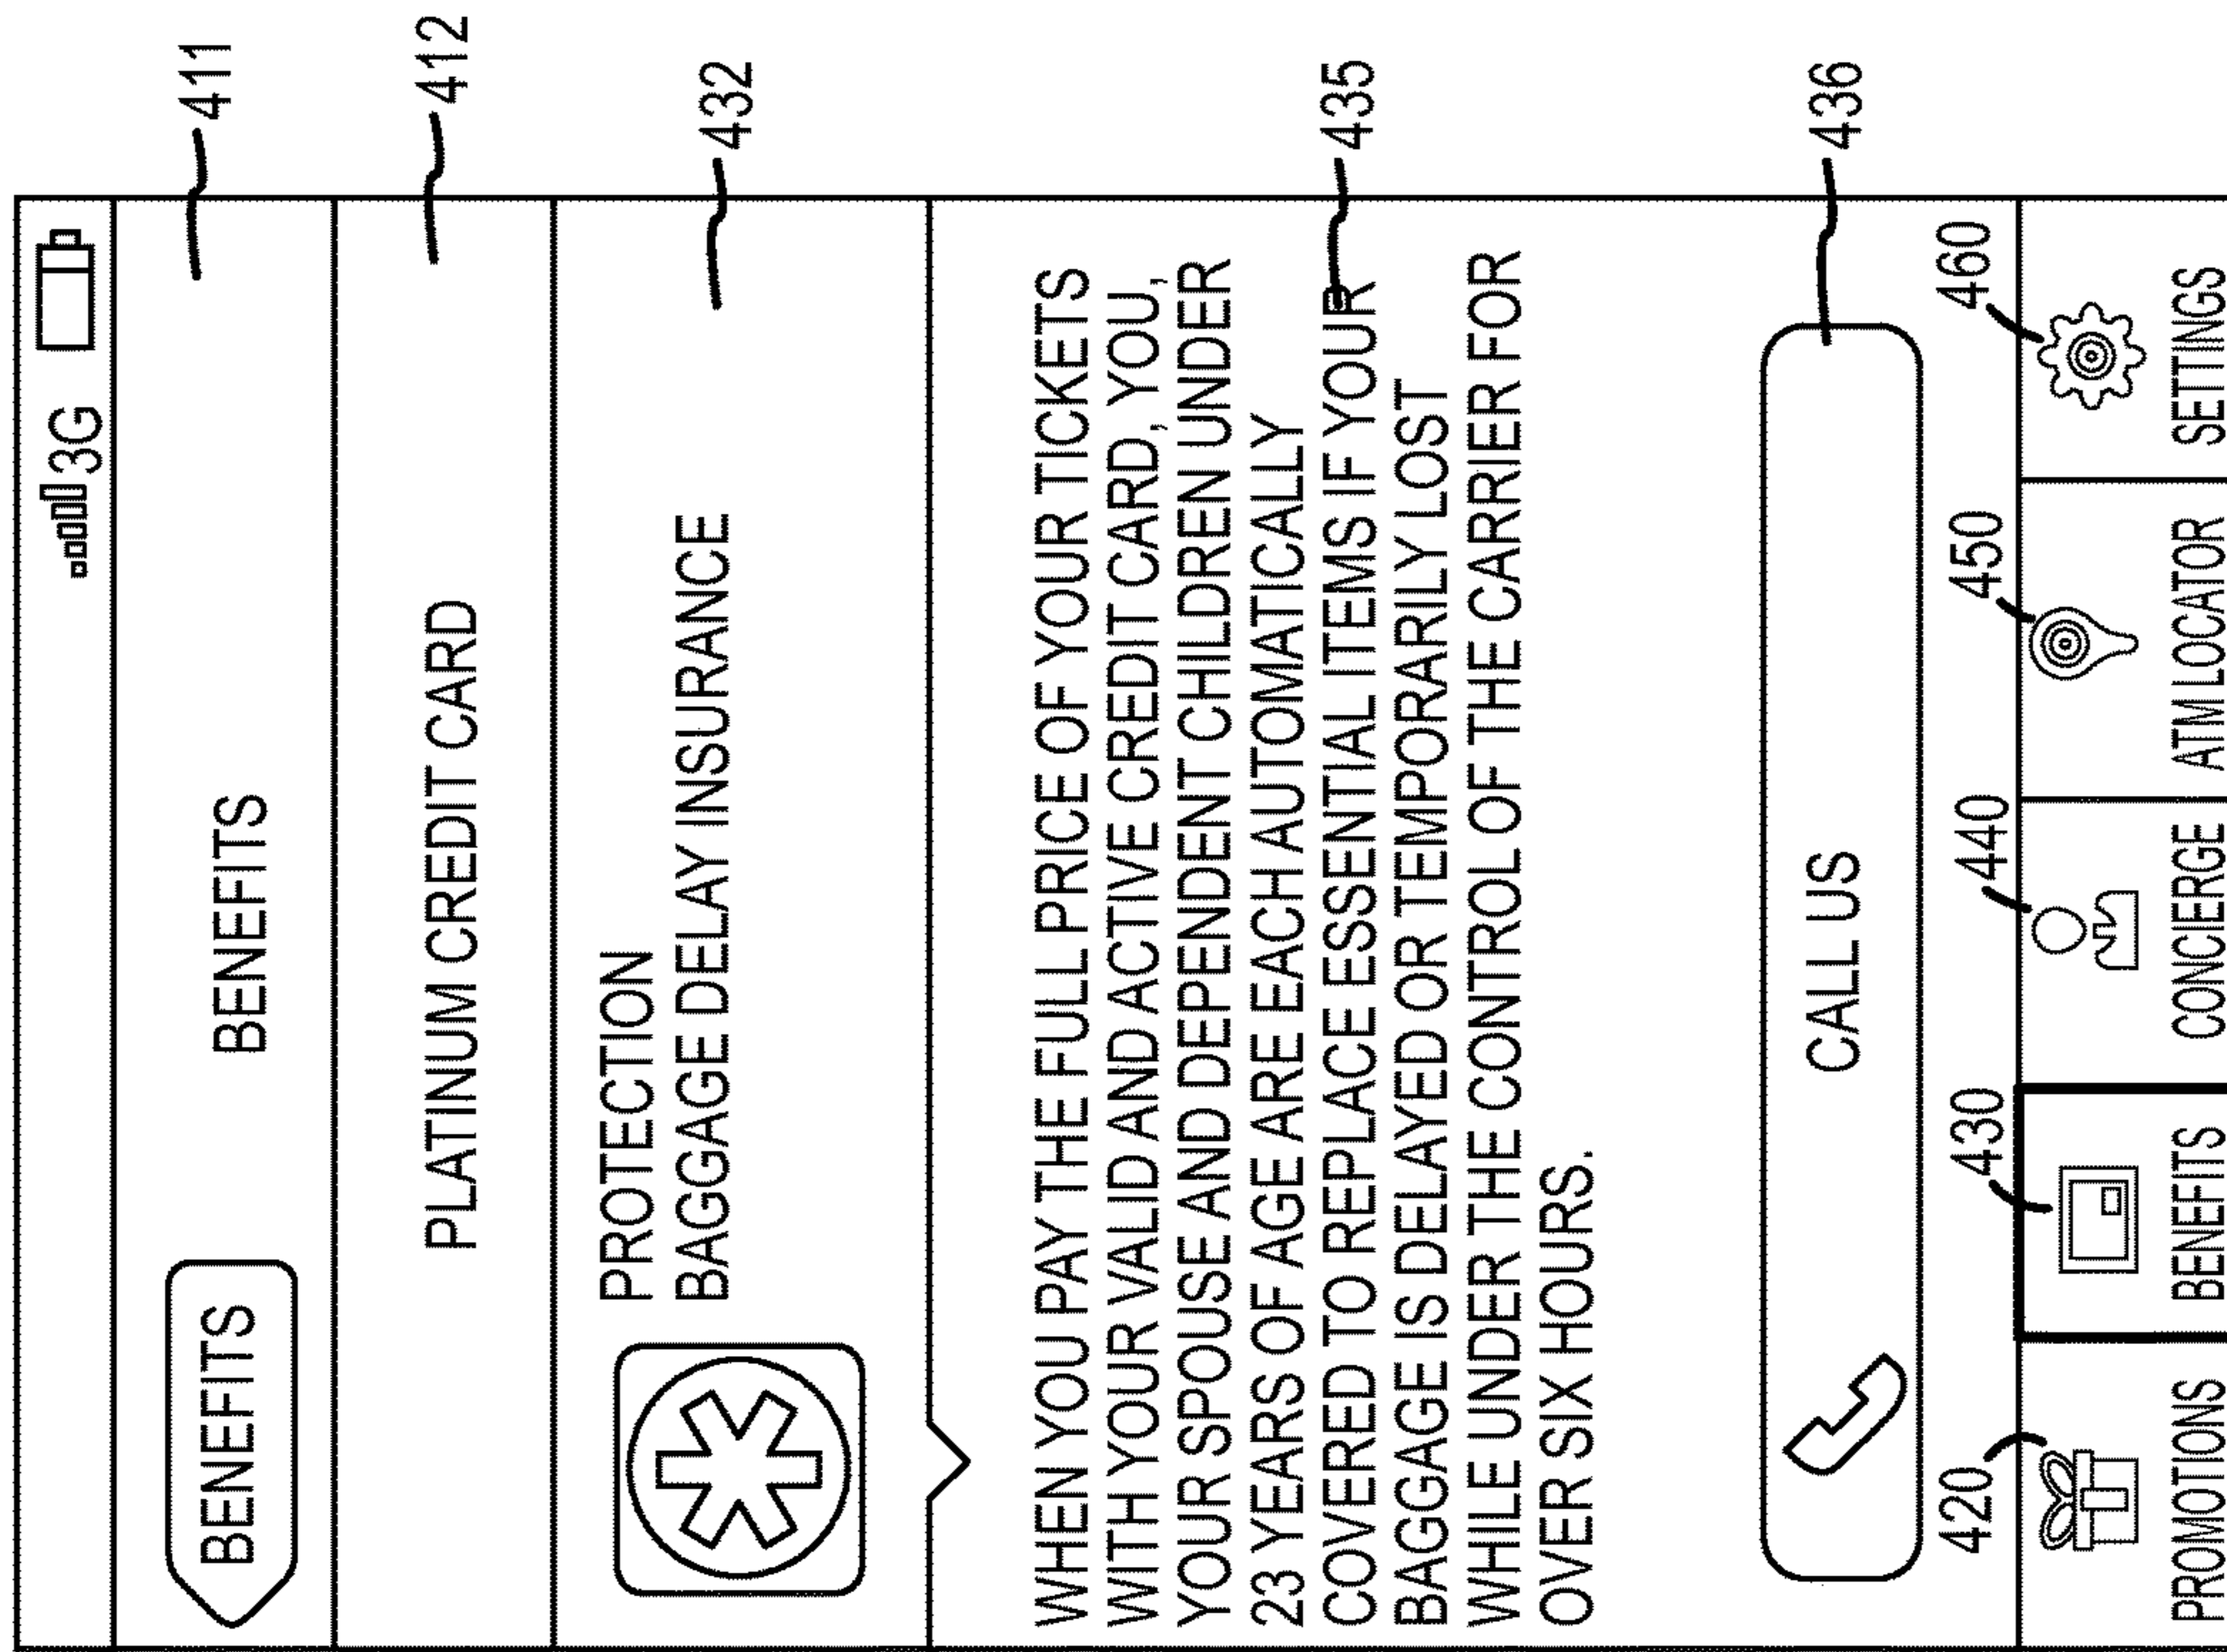 3G
BENEFITS
BENEFITS
411
PLATINUM CREDIT CARD
412
PROTECTION
BAGGAGE DELAY INSURANCE
432
WHEN YOU PAY THE FULL PRICE OF YOUR TICKETS
WITH YOUR VALID AND ACTIVE CREDIT CARD, YOU,
YOUR SPOUSE AND DEPENDENT CHILDREN UNDER
23 YEARS OF AGE ARE EACH AUTOMATICALLY
COVERED TO REPLACE ESSENTIAL ITEMS IF YOUR
BAGGAGE IS DELAYED OR TEMPORARILY LOST
WHILE UNDER THE CONTROL OF THE CARRIER FOR
OVER SIX HOURS.
435
CALL US
436
420
430
440
450
460
PROMOTIONS
BENEFITS
CONCIERGE
ATM LOCATOR
SETTINGS